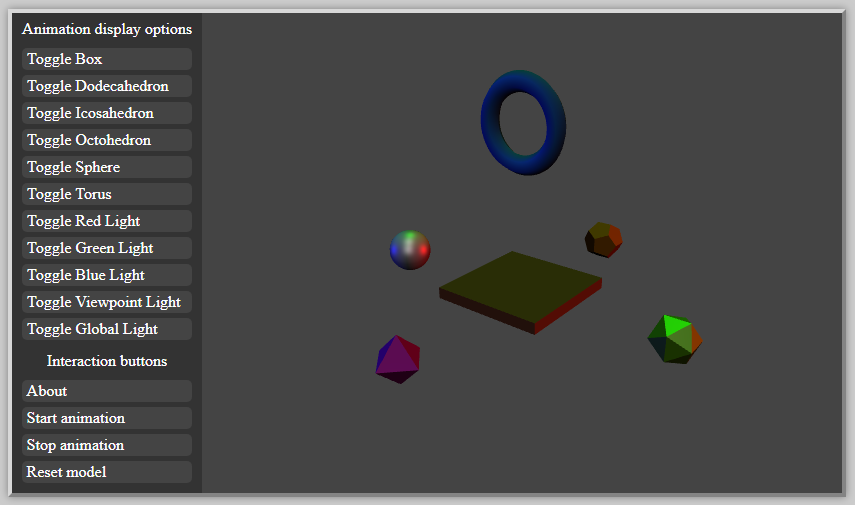 Animation display options
Toggle Box
Toggle Dodecahedron
Toggle Icosahedron
Toggle Octohedron
Toggle Sphere
Toggle Torus
Toggle Red Light
Toggle Green Light
Toggle Blue Light
Toggle Viewpoint Light
Toggle Global Light
Interaction buttons
About
Start animation
Stop animation
Reset model